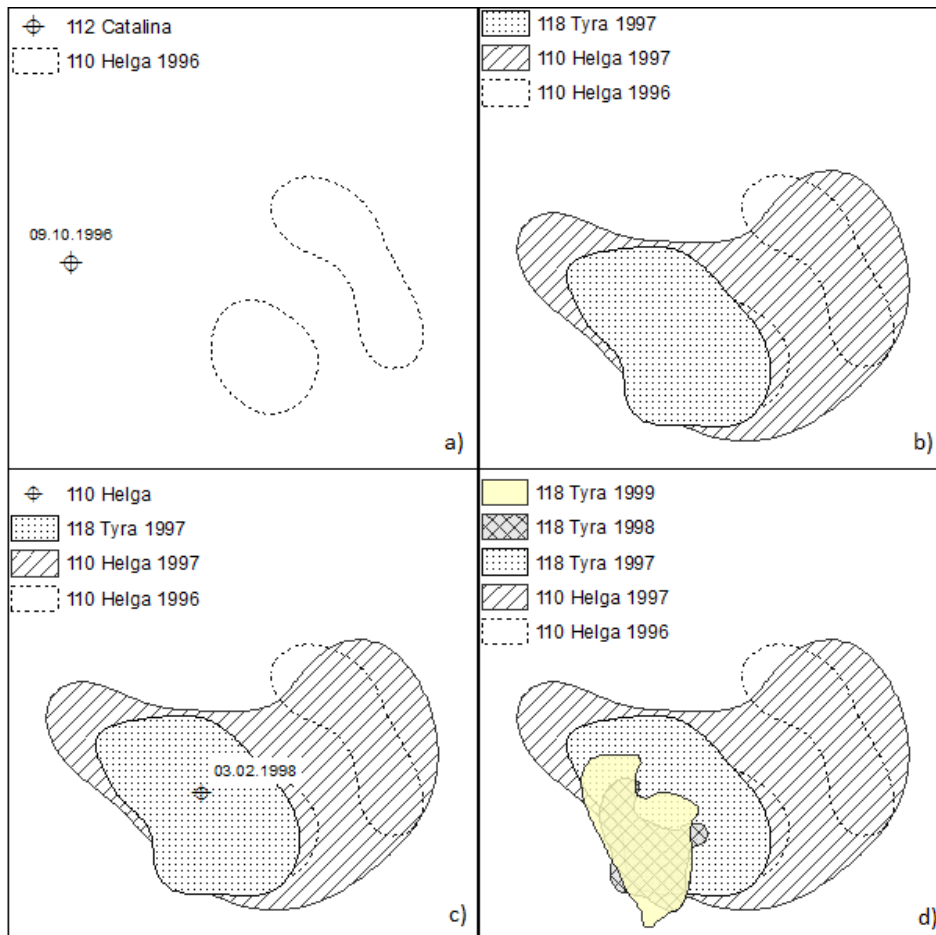 112 Catalina
110 Helga 1996
09.10.1996
a)
118 Tyra 1997
110 Helga 1997
110 Helga 1996
b)
110 Helga
118 Tyra 1997
110 Helga 1997
110 Helga 1996
03.02.1998
c)
118 Tyra 1999
118 Tyra 1998
118 Tyra 1997
110 Helga 1997
110 Helga 1996
d)